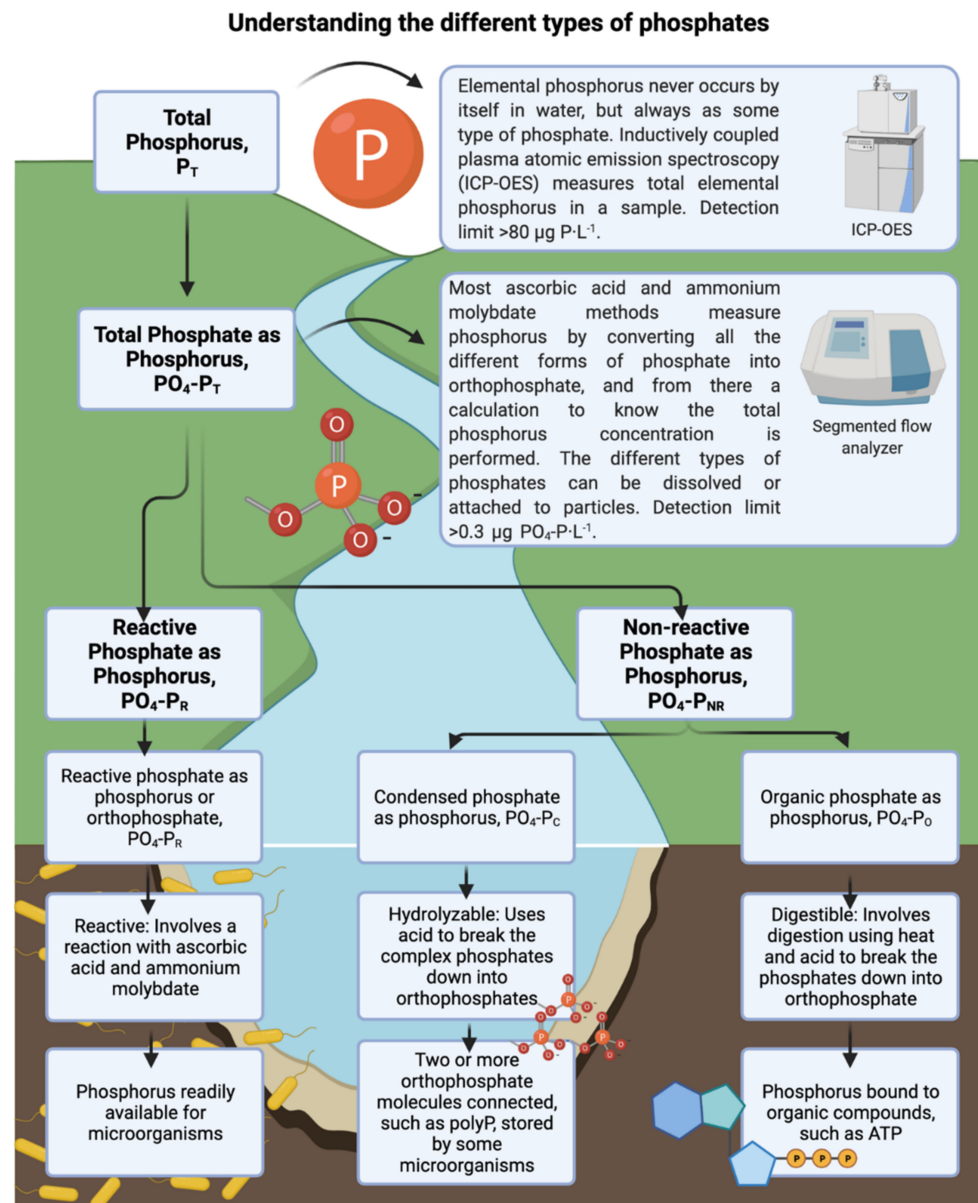 Understanding the different types of phosphates
Total
Phosphorus,
P_T
P
Elemental phosphorus never occurs by
itself in water, but always as some
type of phosphate. Inductively coupled
plasma atomic emission spectroscopy
(ICP-OES) measures total elemental
phosphorus in a sample. Detection
limit >80 µg P·L⁻¹.
ICP-OES
Total Phosphate as
Phosphorus,
PO₄-P_T
Most ascorbic acid and ammonium
molybdate methods measure
phosphorus by converting all the
different forms of phosphate into
orthophosphate, and from there a
calculation to know the total
phosphorus concentration is
performed. The different types of
phosphates can be dissolved or
attached to particles. Detection limit
>0.3 µg PO₄-P·L⁻¹.
Segmented flow
analyzer
O
P
O
O -
O -
Reactive
Phosphate as
Phosphorus,
PO₄-P_R
Non-reactive
Phosphate as
Phosphorus,
PO₄-P_NR
Reactive phosphate as
phosphorus or
orthophosphate,
PO₄-P_R
Condensed phosphate
as phosphorus, PO₄-P_C
Organic phosphate as
phosphorus, PO₄-P_O
Reactive: Involves a
reaction with ascorbic
acid and ammonium
molybdate
Hydrolyzable: Uses
acid to break the
complex phosphates
down into
orthophosphates
Digestible: Involves
digestion using heat
and acid to break the
phosphates down into
orthophosphate
O
O P O-
O-
O O
O P O P O-
O- O-
Phosphorus readily
available for
microorganisms
Two or more
orthophosphate
molecules connected,
such as polyP, stored
by some
microorganisms
Phosphorus bound to
organic compounds,
such as ATP
P P P